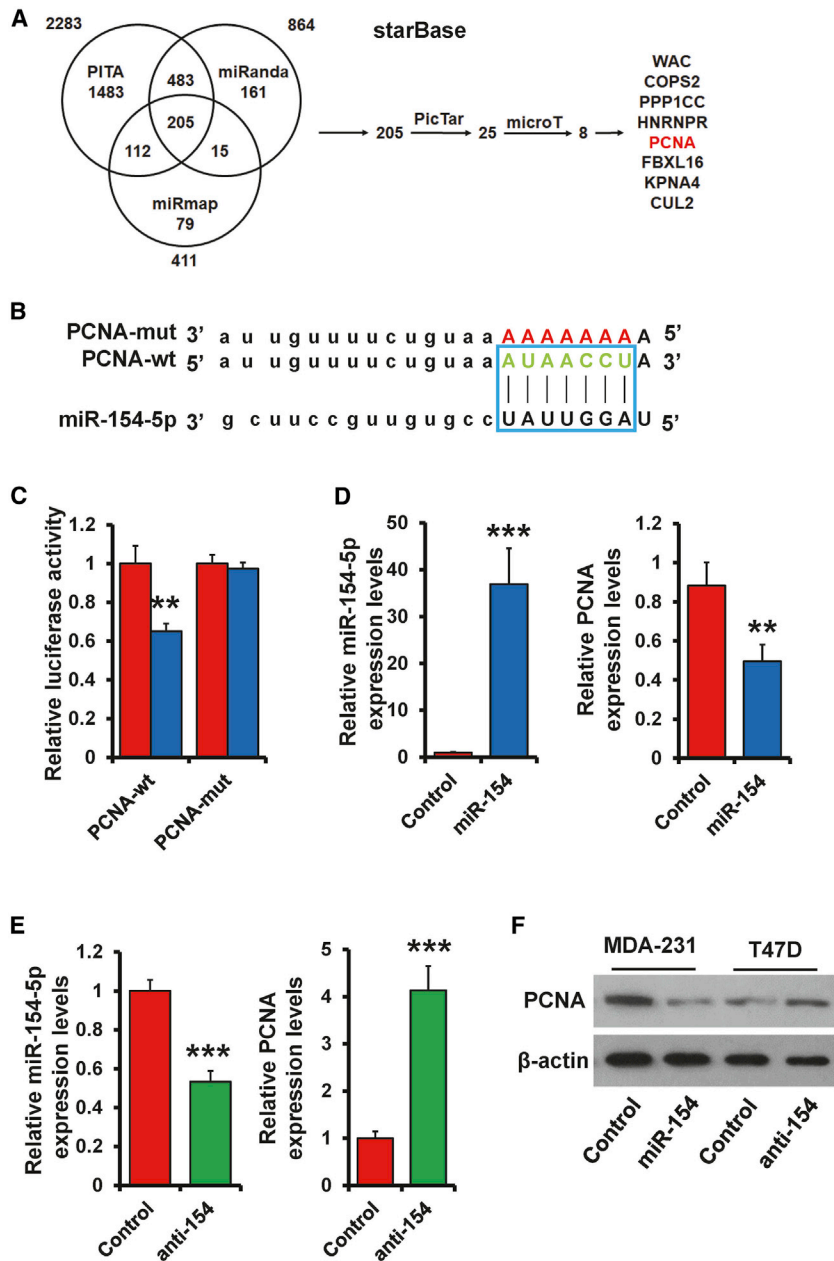 A
2283
864
starBase
PITA
1483
483
miRanda
161
205
112
15
miRmap
79
411
205
PicTar
25
microT
8
WAC
COPS2
PPP1CC
HNRNPR
PCNA
FBXL16
KPNA4
CUL2
B
PCNA-mut 3’ a u u g u u u u c u g u a a A A A A A A A A 5’
PCNA-wt 5’ a u u g u u u u c u g u a a A U A A C C U A 3’
miR-154-5p 3’ g c u u c c g u u g u g c c U A U U G G A U 5’
C
Relative luciferase activity
1.2
1
0.8
0.6
0.4
0.2
0
**
PCNA-wt
PCNA-mut
D
Relative miR-154-5p
expression levels
50
40
30
20
10
0
***
Control
miR-154
Relative PCNA
expression levels
1.2
1
0.8
0.6
0.4
0.2
0
**
Control
miR-154
E
Relative miR-154-5p
expression levels
1.2
1
0.8
0.6
0.4
0.2
0
***
Control
anti-154
Relative PCNA
expression levels
5
4
3
2
1
0
***
Control
anti-154
F
MDA-231
T47D
PCNA
β-actin
Control
miR-154
Control
anti-154